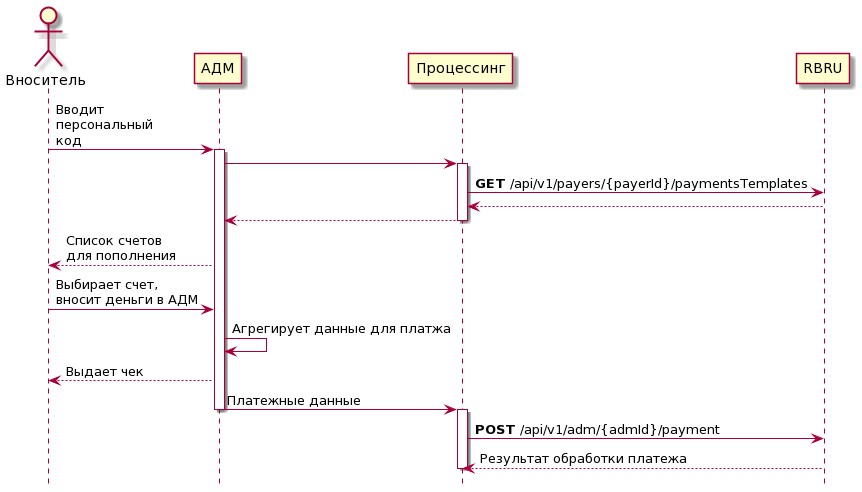 Вноситель
АДМ
Процессинг
RBRU
Вводит
персональный
код
GET /api/v1/payers/{payerId}/paymentsTemplates
Список счетов
для пополнения
Выбирает счет,
вносит деньги в АДМ
Агрегирует данные для платжа
Выдает чек
Платежные данные
POST /api/v1/adm/{admId}/payment
Результат обработки платежа